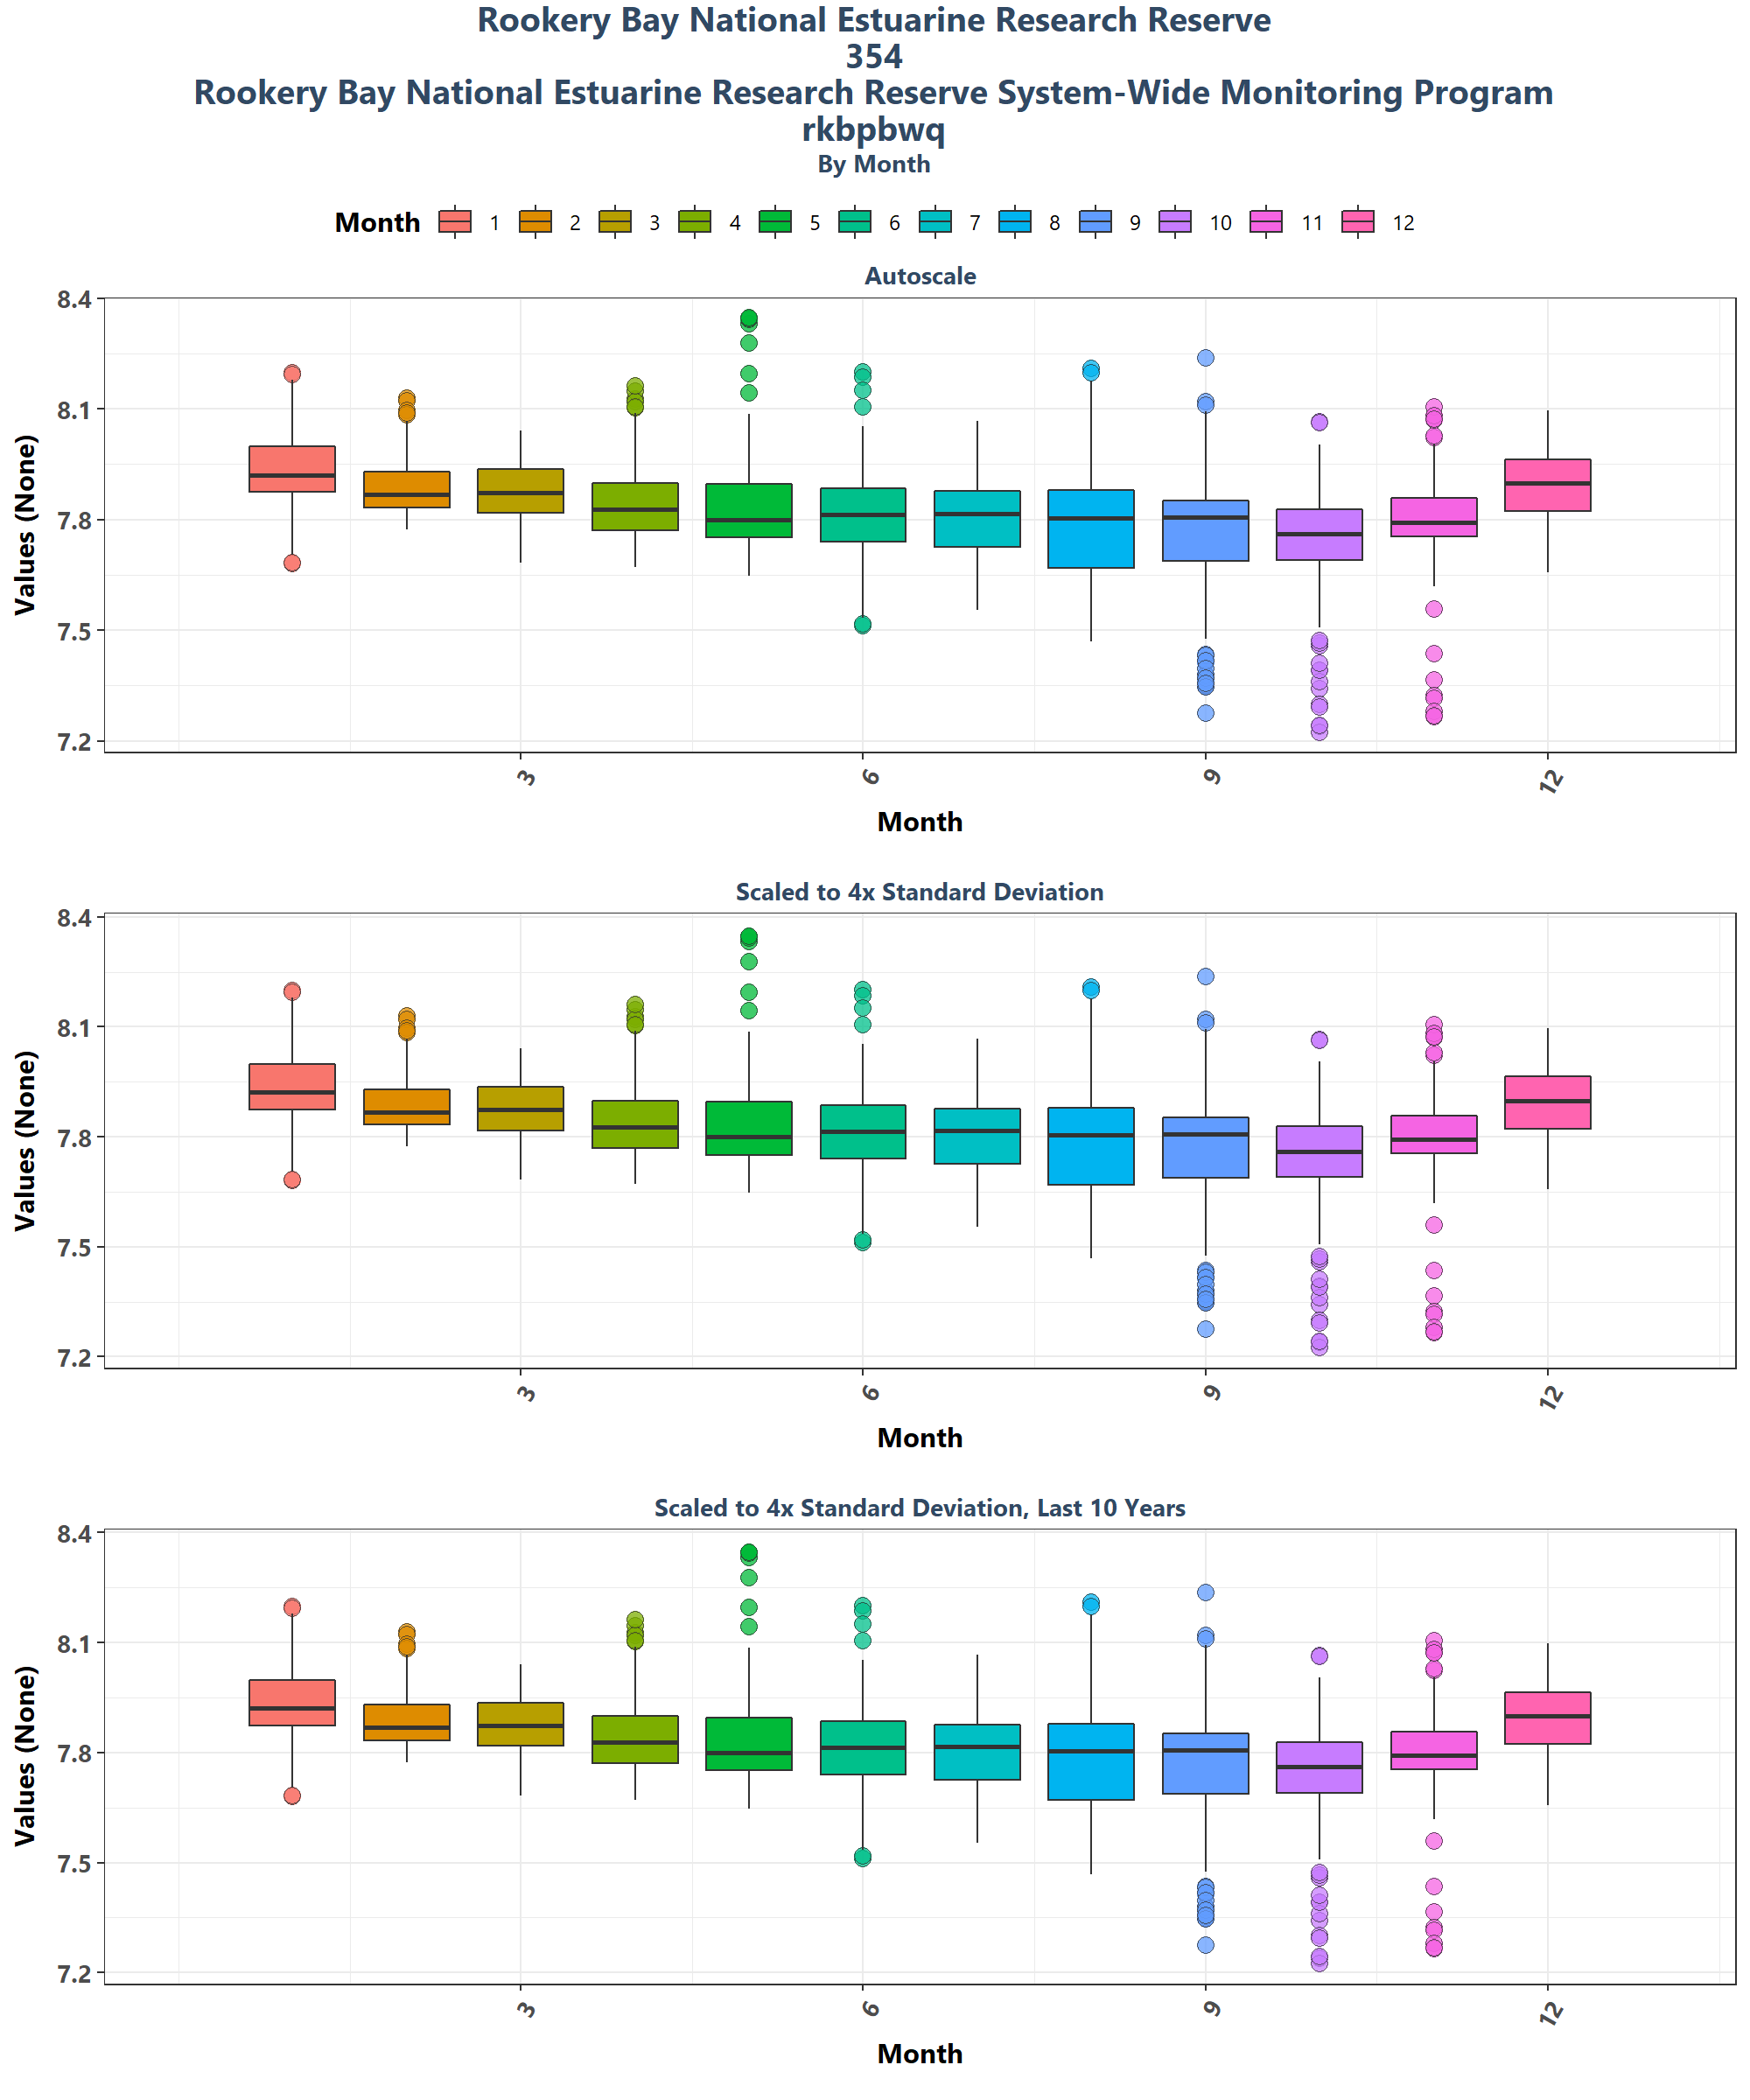 Rookery Bay National Estuarine Research Reserve
354
Rookery Bay National Estuarine Research Reserve System-Wide Monitoring Program
rkbpbwq
By Month
Month 1 2 3 4 5 6 7 8 9 10 11 12
Autoscale
8.4
8.1
7.8
7.5
7.2
Values (None)
3 6 9 12
Month
Scaled to 4x Standard Deviation
8.4
8.1
7.8
7.5
7.2
Values (None)
3 6 9 12
Month
Scaled to 4x Standard Deviation, Last 10 Years
8.4
8.1
7.8
7.5
7.2
Values (None)
3 6 9 12
Month